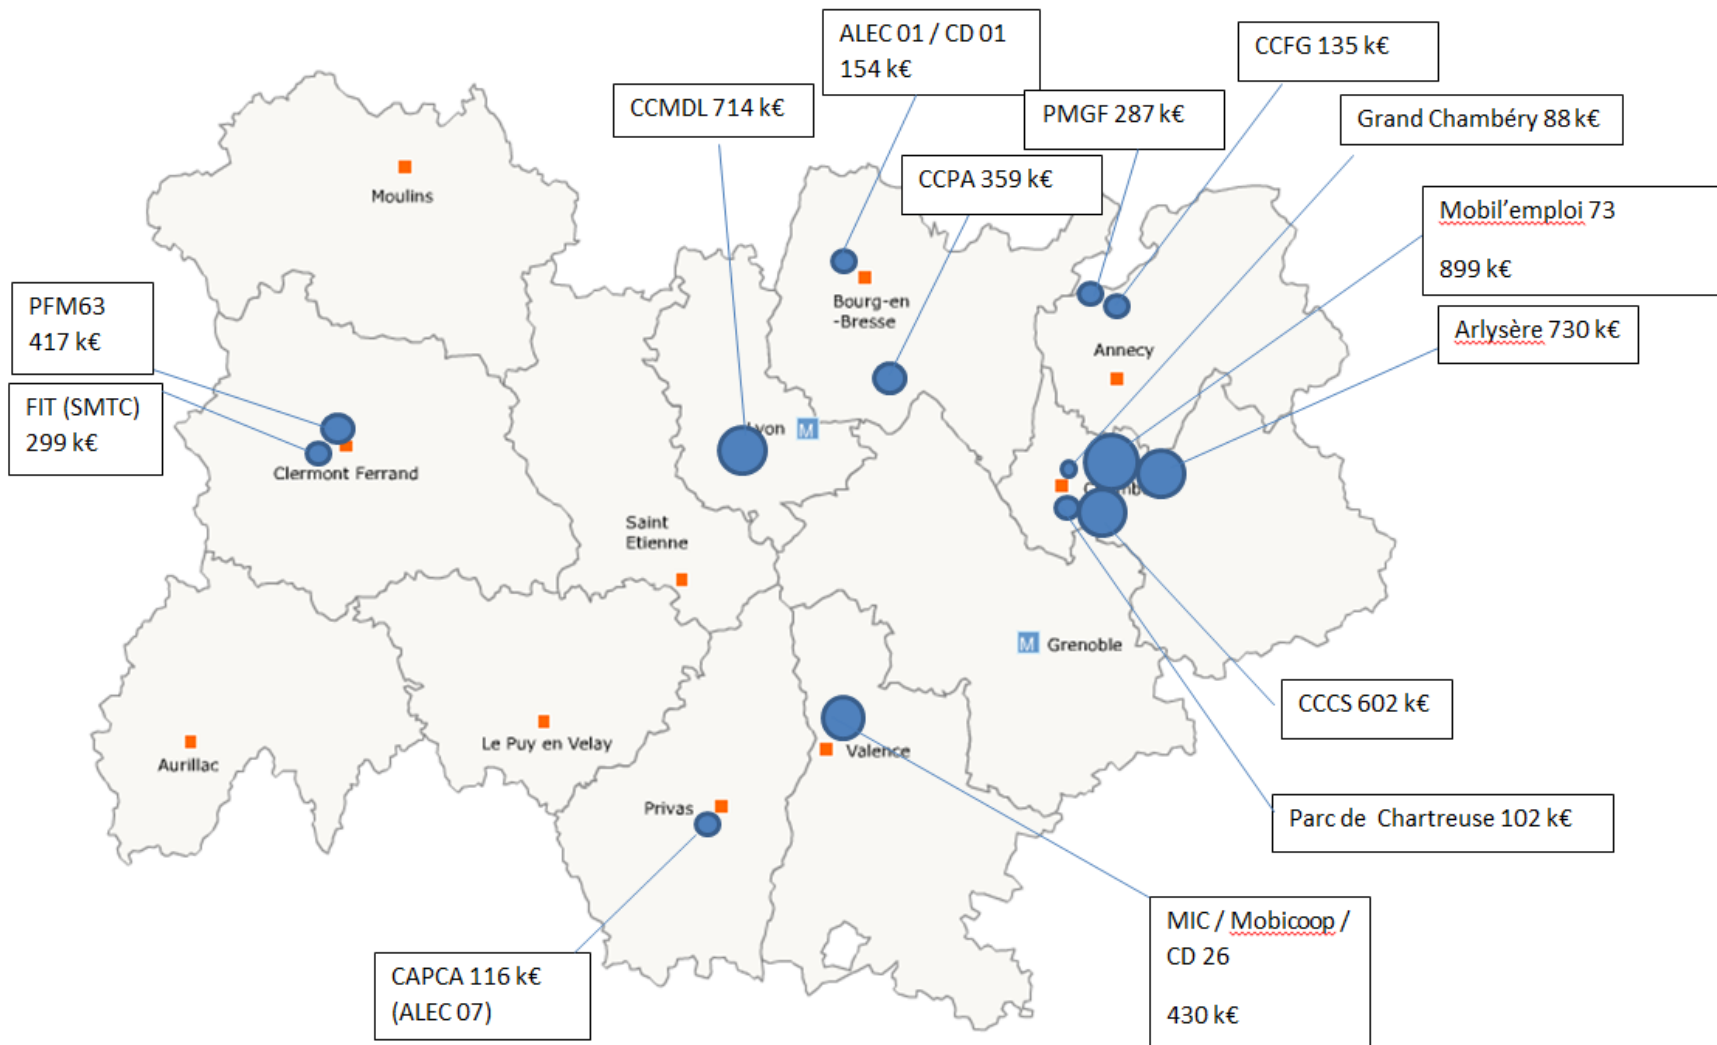 ALEC 01 / CD 01
154 k€
CCFG 135 k€
CCMDL 714 k€
PMGF 287 k€
Grand Chambéry 88 k€
CCPA 359 k€
Moulins
Mobil’emploi 73
899 k€
PFM63
417 k€
Bourg-en
-Bresse
Arlysère 730 k€
Annecy
FIT (SMTC)
299 k€
Lyon
M
Clermont Ferrand
Saint
Etienne
M
Grenoble
CCCS 602 k€
Le Puy en Velay
Valence
Aurillac
Privas
Parc de Chartreuse 102 k€
MIC / Mobicoop /
CD 26
430 k€
CAPCA 116 k€
(ALEC 07)